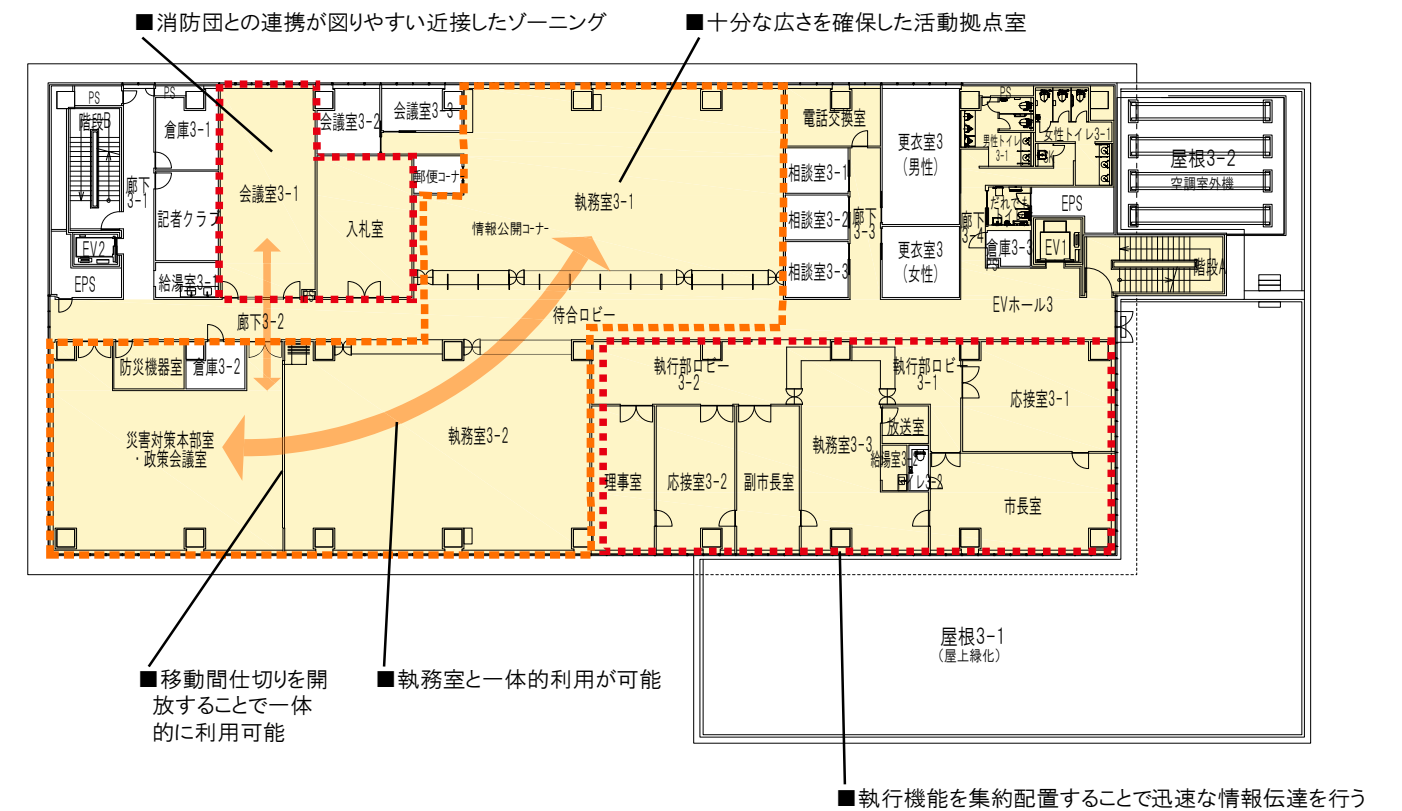 ■消防団との連携が図りやすい近接したゾーニング
■十分な広さを確保した活動拠点室
PS
PS
PS
階段B
倉庫3-1
会議室3-2
会議室3-3
電話交換室
更衣室3
（男性）
男性トイレ
3-1
女性トイレ3-1
SK
屋根3-2
空調室外機
廊下
3-1
会議室3-1
郵便コーナー
相談室3-1
執務室3-1
記者クラブ
入札室
情報公開コーナー
相談室3-2
廊下
3-3
廊下
3-4
だれでも
トイレ
EPS
EV2
更衣室3
（女性）
倉庫3-3
EV1
EPS
給湯室3-1
相談室3-3
階段A
EVホール3
廊下3-2
待合ロビー
防災機器室
倉庫3-2
執行部ロビー
3-2
執行部ロビー
3-1
応接室3-1
災害対策本部室
・政策会議室
執務室3-2
執務室3-3
放送室
給湯室3-2
理事室
応接室3-2
副市長室
トイレ3-2
市長室
屋根3-1
（屋上緑化）
■移動間仕切りを開
放することで一体
的に利用可能
■執務室と一体的利用が可能
■執行機能を集約配置することで迅速な情報伝達を行う